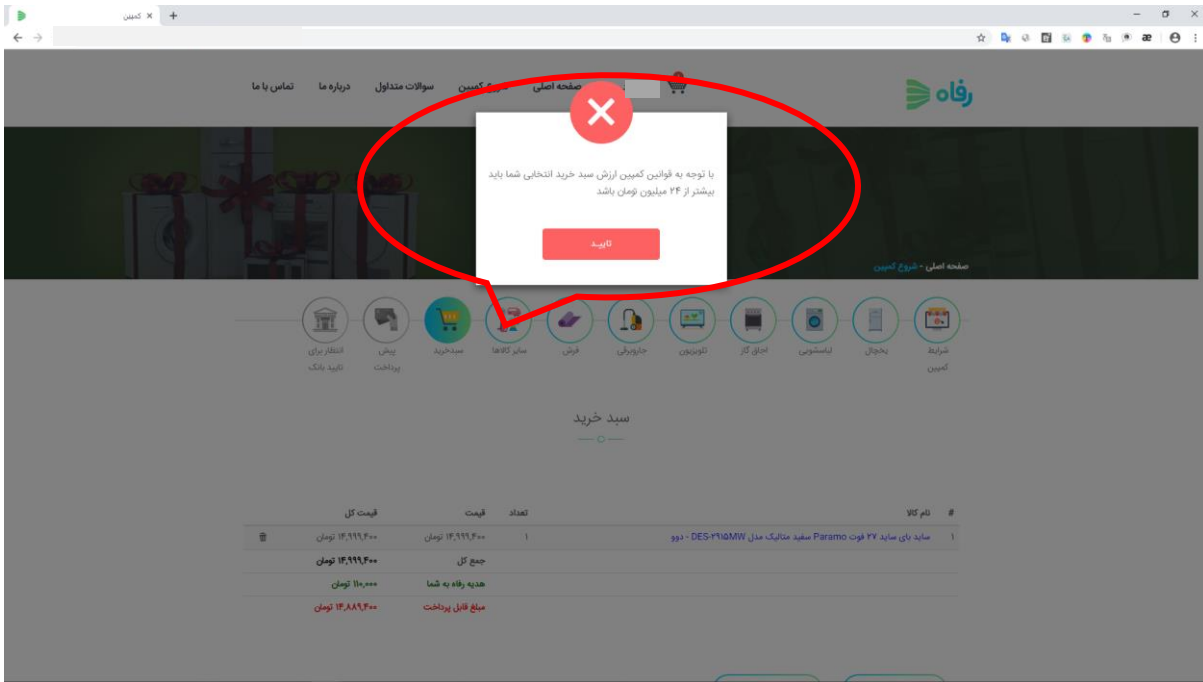 کمپین
رفاه
صفحه اصلی
شروع کمپین
سوالات متداول
درباره ما
تماس با ما
با توجه به قوانین کمپین ارزش سبد خرید انتخابی شما باید
بیشتر از ۲۴ میلیون تومان باشد
تایید
صفحه اصلی - شروع کمپین
شرایط کمپین
یخچال
لباسشویی
اجاق گاز
تلویزیون
جاروبرقی
فرش
سایر کالاها
سبدخرید
پیش پرداخت
انتظار برای تایید بانک
سبد خرید
# نام کالا تعداد قیمت قیمت کل
۱ ساید بای ساید ۲۷ فوت Paramo سفید متالیک مدل DES-۲۹۱۵MW - دوو ۱ ۱۴,۹۹۹,۴۰۰ تومان ۱۴,۹۹۹,۴۰۰ تومان
جمع کل ۱۴,۹۹۹,۴۰۰ تومان
هدیه رفاه به شما ۱۱۰,۰۰۰ تومان
مبلغ قابل پرداخت ۱۴,۸۸۹,۴۰۰ تومان